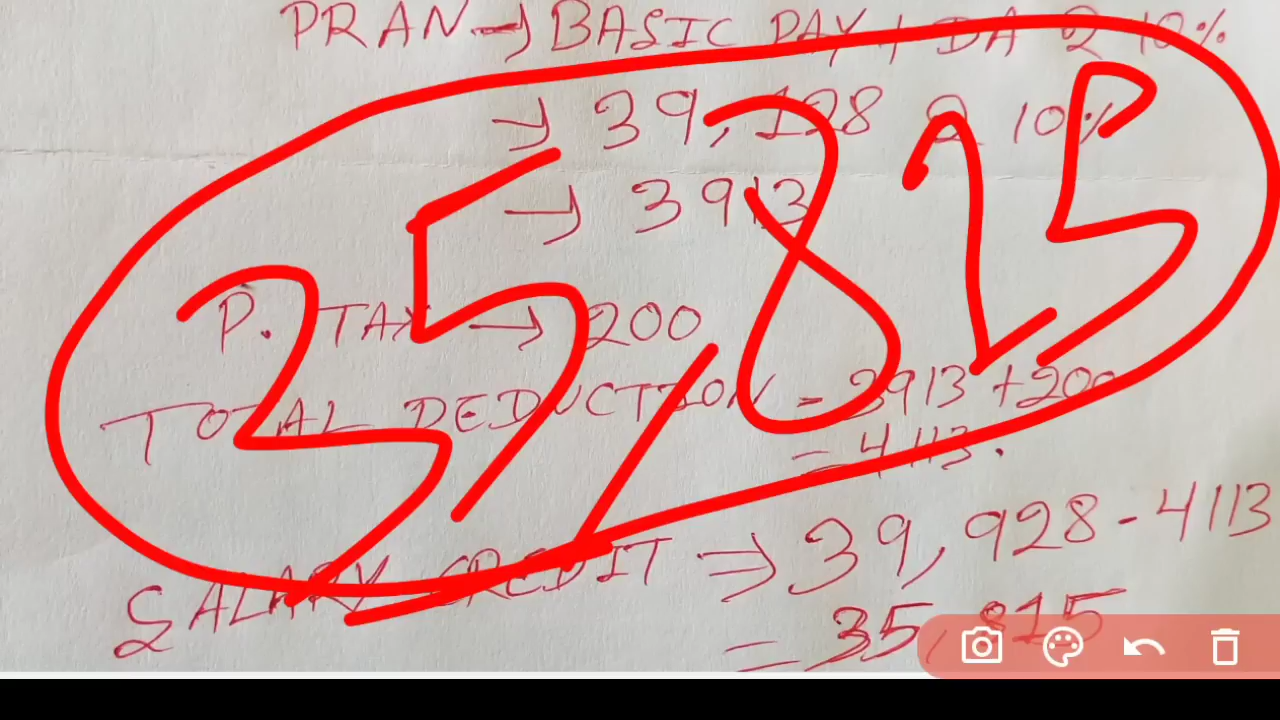 PRAN → BASIC PAY + DA @ 10%
→ 39,128 @ 10%
→ 3913
P. TAX → 200
TOTAL DEDUCTION = 3913 + 200
= 4113.
SALARY CREDIT ⇒ 39,928 - 4113
= 35,815
35,815